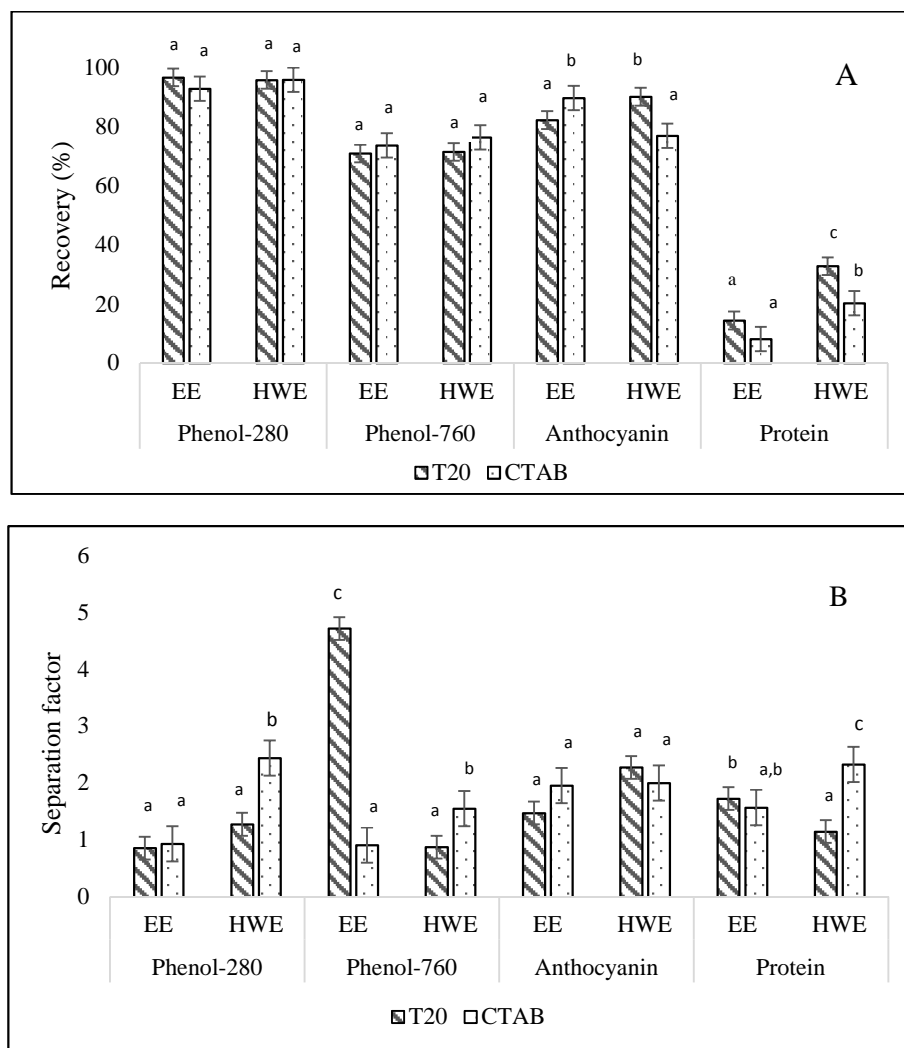 a a a a b b
A
100
a
a a
a a
a
80
60
40
c
b
20
a a
0
Recovery (%)
EE HWE EE HWE EE HWE EE HWE
Phenol-280 Phenol-760 Anthocyanin Protein
T20 CTAB
6
B
c
5
4
3
b
c
a a
a
b a,b
2
a b a
a a a
1
0
Separation factor
EE HWE EE HWE EE HWE EE HWE
Phenol-280 Phenol-760 Anthocyanin Protein
T20 CTAB